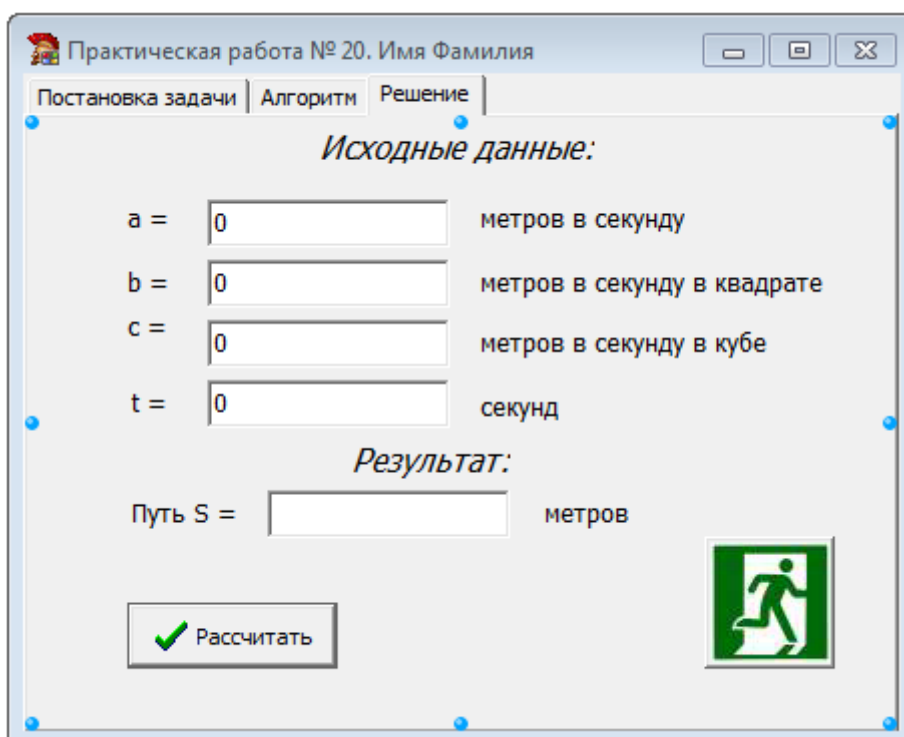 Практическая работа № 20. Имя Фамилия
Постановка задачи Алгоритм Решение
Исходные данные:
a = 0 метров в секунду
b = 0 метров в секунду в квадрате
c = 0 метров в секунду в кубе
t = 0 секунд
Результат:
Путь S = метров
Рассчитать